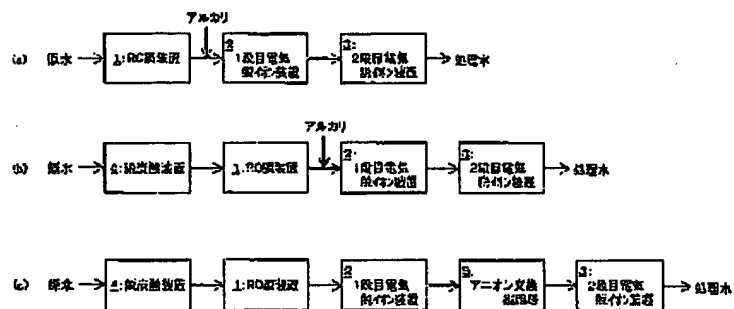 アルカリ
(a) 原水 1:RO膜装置 2: 1段目電気 3: 2段目電気 処理水
脱イオン装置 脱イオン装置
アルカリ
(b) 原水 4:脱炭酸装置 1:RO膜装置 2: 1段目電気 3: 2段目電気 処理水
脱イオン装置 脱イオン装置
(c) 原水 4:脱炭酸装置 1:RO膜装置 2 1段目電気 5. アニオン交換 3: 2段目電気 処理水
脱イオン装置 脱イオン装置